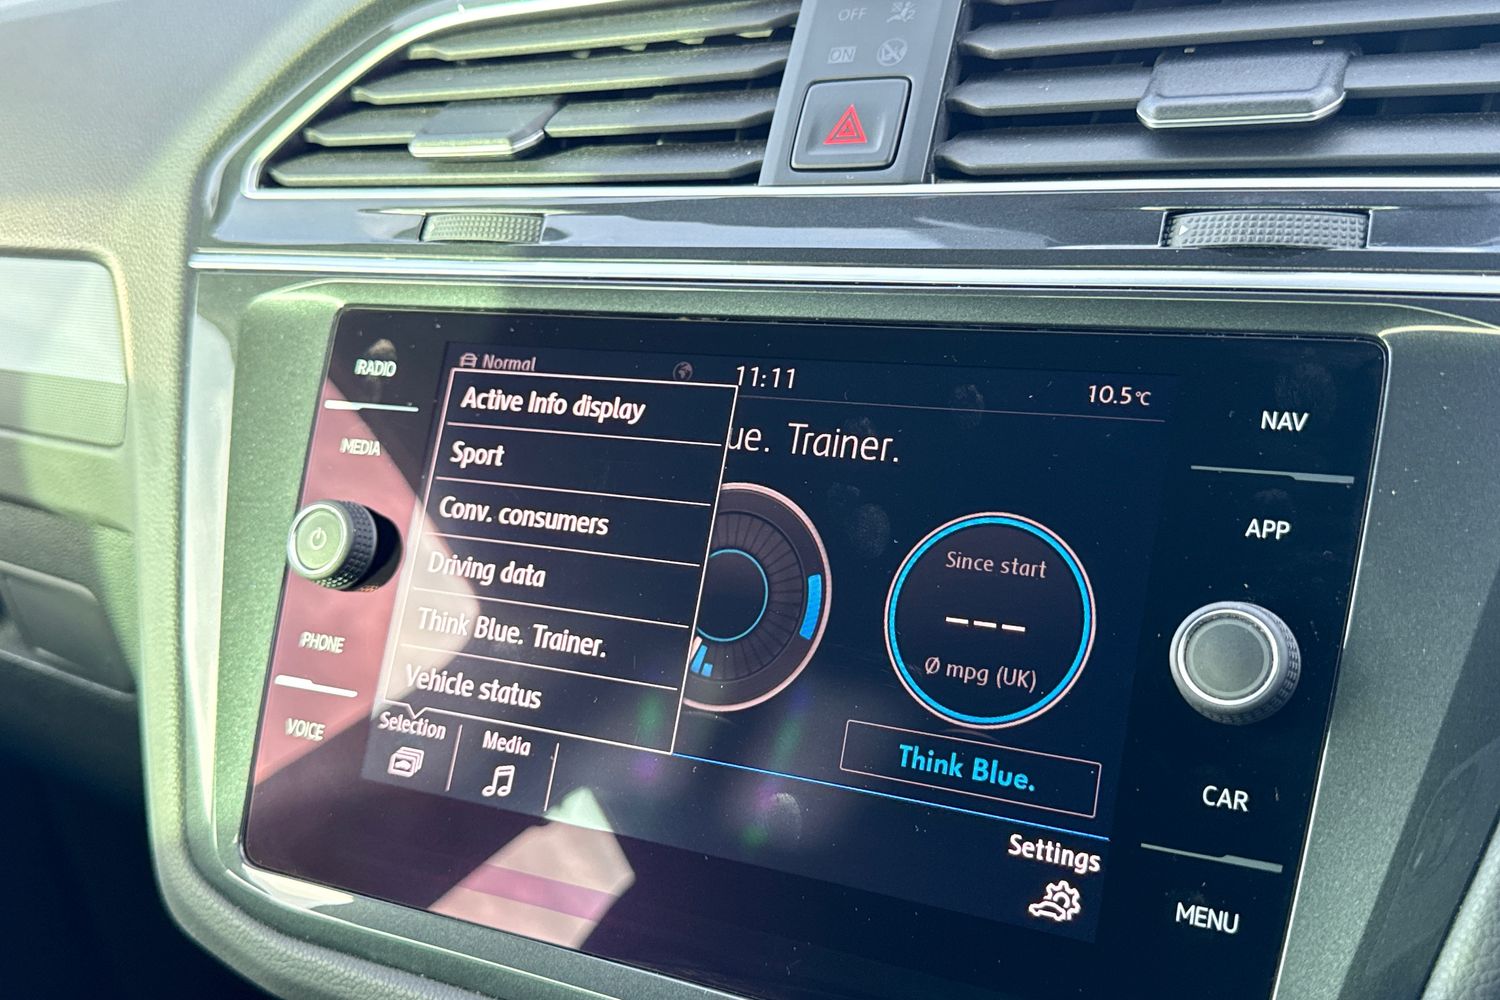 OFF
ON
RADIO
MEDIA
PHONE
VOICE
Normal
11:11
10.5°C
ue. Trainer.
Active Info display
Sport
Conv. consumers
Driving data
Think Blue. Trainer.
Vehicle status
Selection
Media
Since start
---
Ø mpg (UK)
Think Blue.
Settings
NAV
APP
CAR
MENU